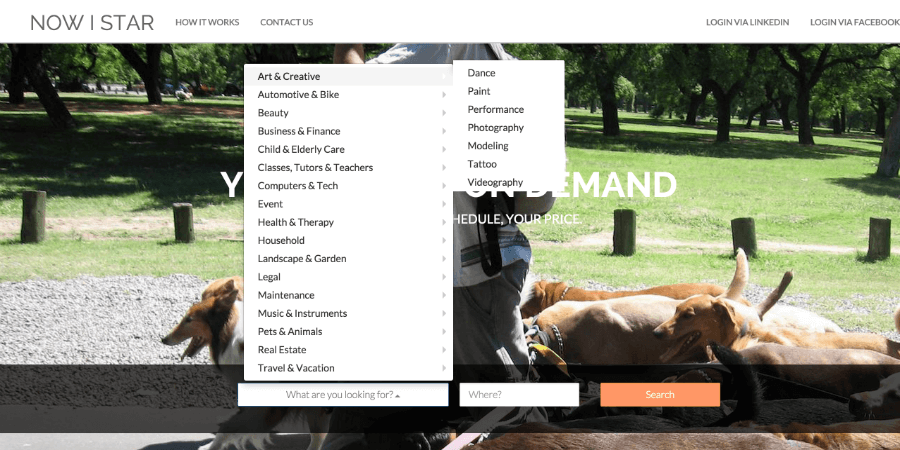 NOW I STAR
HOW IT WORKS
CONTACT US
LOGIN VIA LINKEDIN
LOGIN VIA FACEBOOK
Art & Creative
Automotive & Bike
Beauty
Business & Finance
Child & Elderly Care
Classes, Tutors & Teachers
Computers & Tech
Event
Health & Therapy
Household
Landscape & Garden
Legal
Maintenance
Music & Instruments
Pets & Animals
Real Estate
Travel & Vacation
Dance
Paint
Performance
Photography
Modeling
Tattoo
Videography
DEMAND
YOUR PRICE.
What are you looking for?
Where?
Search